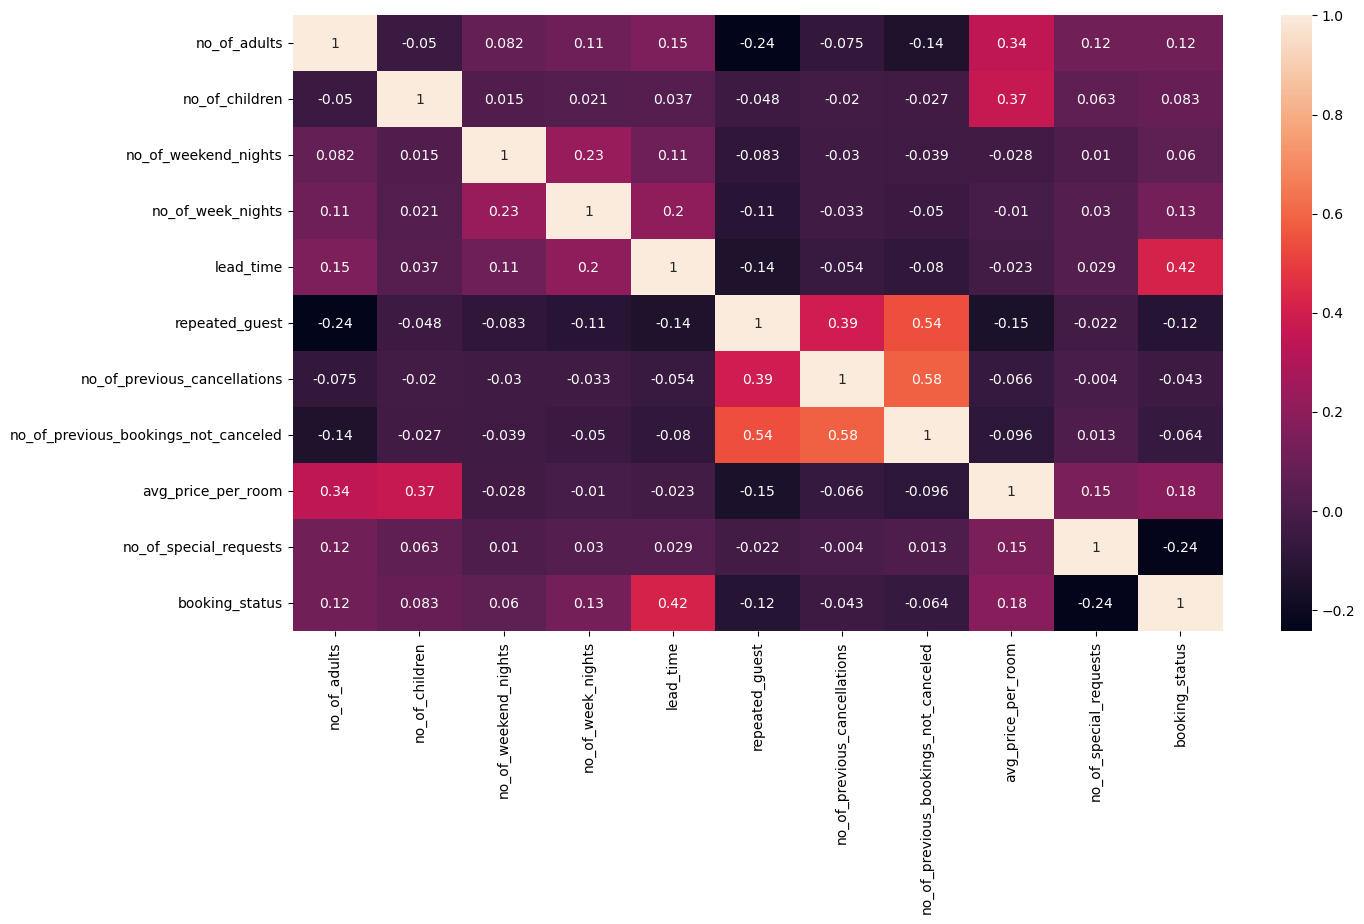 no_of_adults 1 -0.05 0.082 0.11 0.15 -0.24 -0.075 -0.14 0.34 0.12 0.12
no_of_children -0.05 1 0.015 0.021 0.037 -0.048 -0.02 -0.027 0.37 0.063 0.083
no_of_weekend_nights 0.082 0.015 1 0.23 0.11 -0.083 -0.03 -0.039 -0.028 0.01 0.06
no_of_week_nights 0.11 0.021 0.23 1 0.2 -0.11 -0.033 -0.05 -0.01 0.03 0.13
lead_time 0.15 0.037 0.11 0.2 1 -0.14 -0.054 -0.08 -0.023 0.029 0.42
repeated_guest -0.24 -0.048 -0.083 -0.11 -0.14 1 0.39 0.54 -0.15 -0.022 -0.12
no_of_previous_cancellations -0.075 -0.02 -0.03 -0.033 -0.054 0.39 1 0.58 -0.066 -0.004 -0.043
no_of_previous_bookings_not_canceled -0.14 -0.027 -0.039 -0.05 -0.08 0.54 0.58 1 -0.096 0.013 -0.064
avg_price_per_room 0.34 0.37 -0.028 -0.01 -0.023 -0.15 -0.066 -0.096 1 0.15 0.18
no_of_special_requests 0.12 0.063 0.01 0.03 0.029 -0.022 -0.004 0.013 0.15 1 -0.24
booking_status 0.12 0.083 0.06 0.13 0.42 -0.12 -0.043 -0.064 0.18 -0.24 1
no_of_adults
no_of_children
no_of_weekend_nights
no_of_week_nights
lead_time
repeated_guest
no_of_previous_cancellations
no_of_previous_bookings_not_canceled
avg_price_per_room
no_of_special_requests
booking_status
1.0
0.8
0.6
0.4
0.2
0.0
−0.2